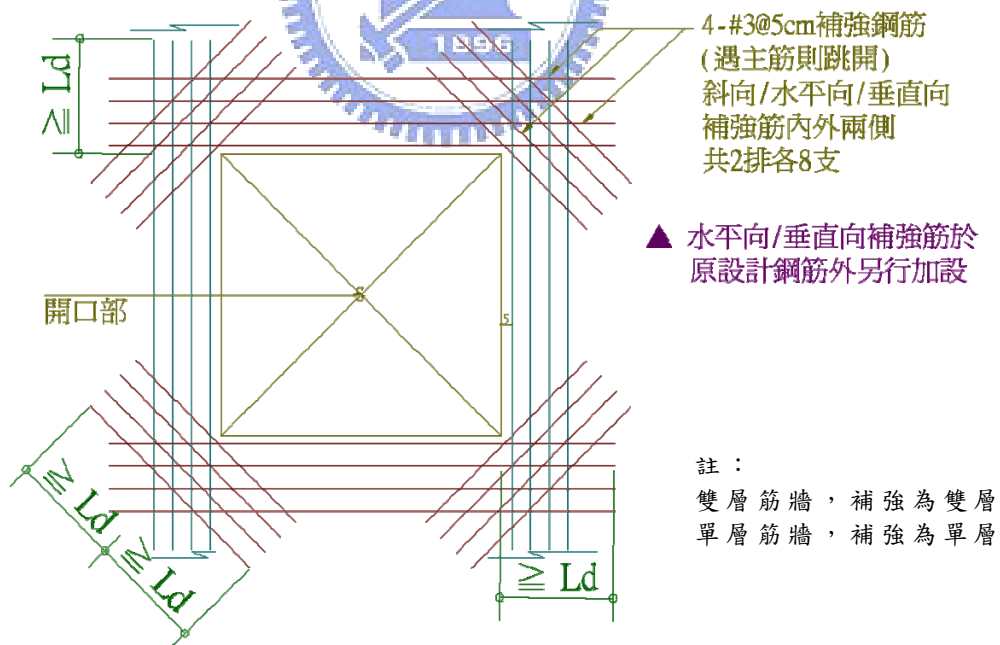 4-#3@5cm補強鋼筋
(遇主筋則跳開)
斜向/水平向/垂直向
補強筋內外兩側
共2排各8支
≧ Ld
1896
▲ 水平向/垂直向補強筋於
原設計鋼筋外另行加設
開口部
S
5
註：
雙層筋牆，補強為雙層
單層筋牆，補強為單層
≧ Ld
≧ Ld
≧ Ld